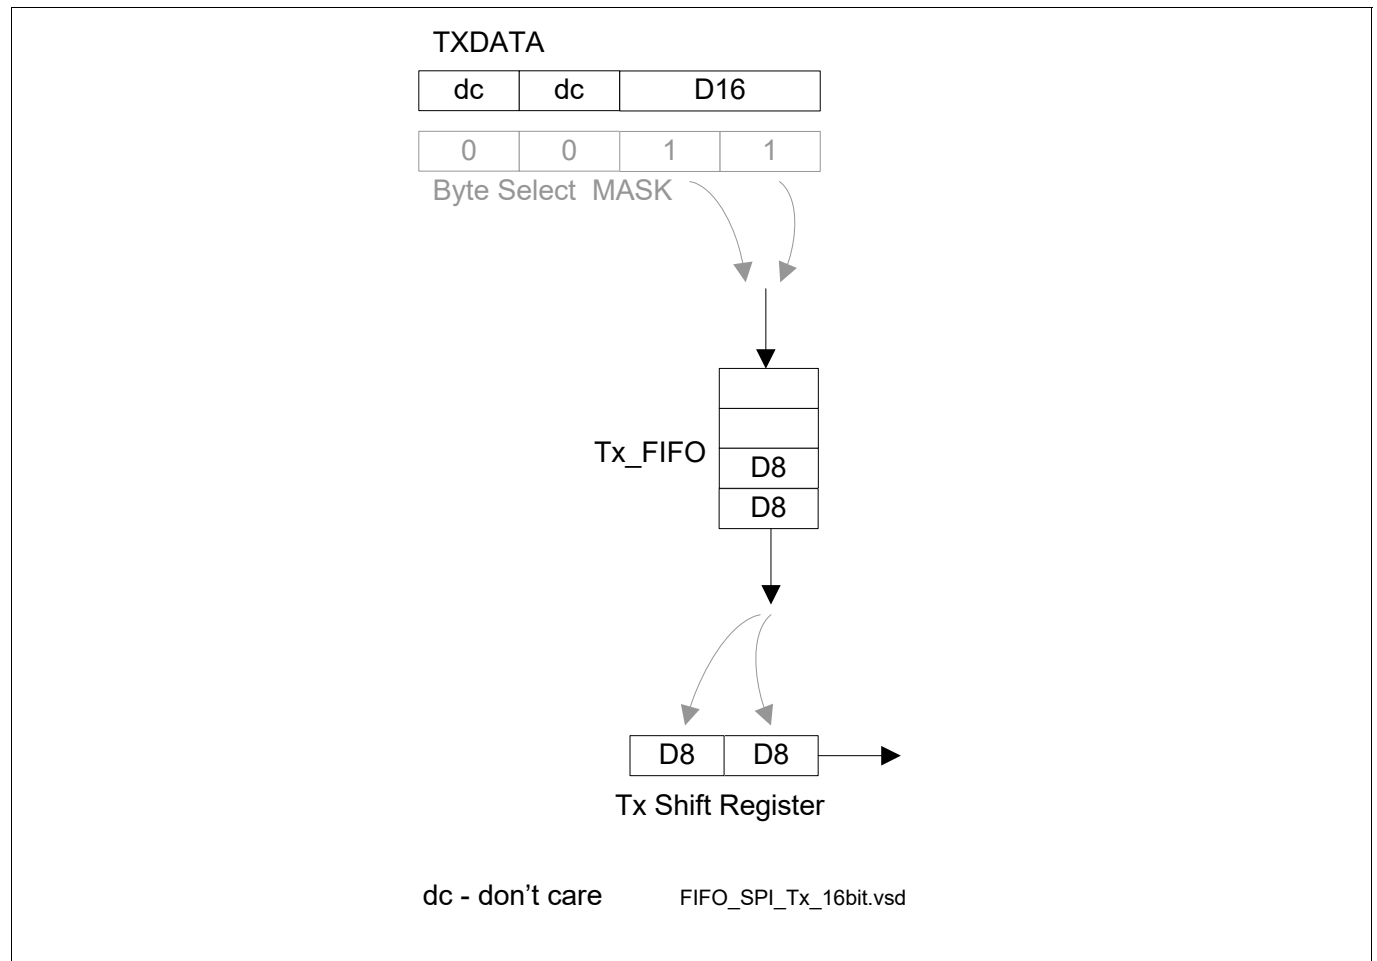 TXDATA
dc dc D16
0 0 1 1
Byte Select MASK
Tx_FIFO
D8
D8
D8 D8
Tx Shift Register
dc - don't care FIFO_SPI_Tx_16bit.vsd